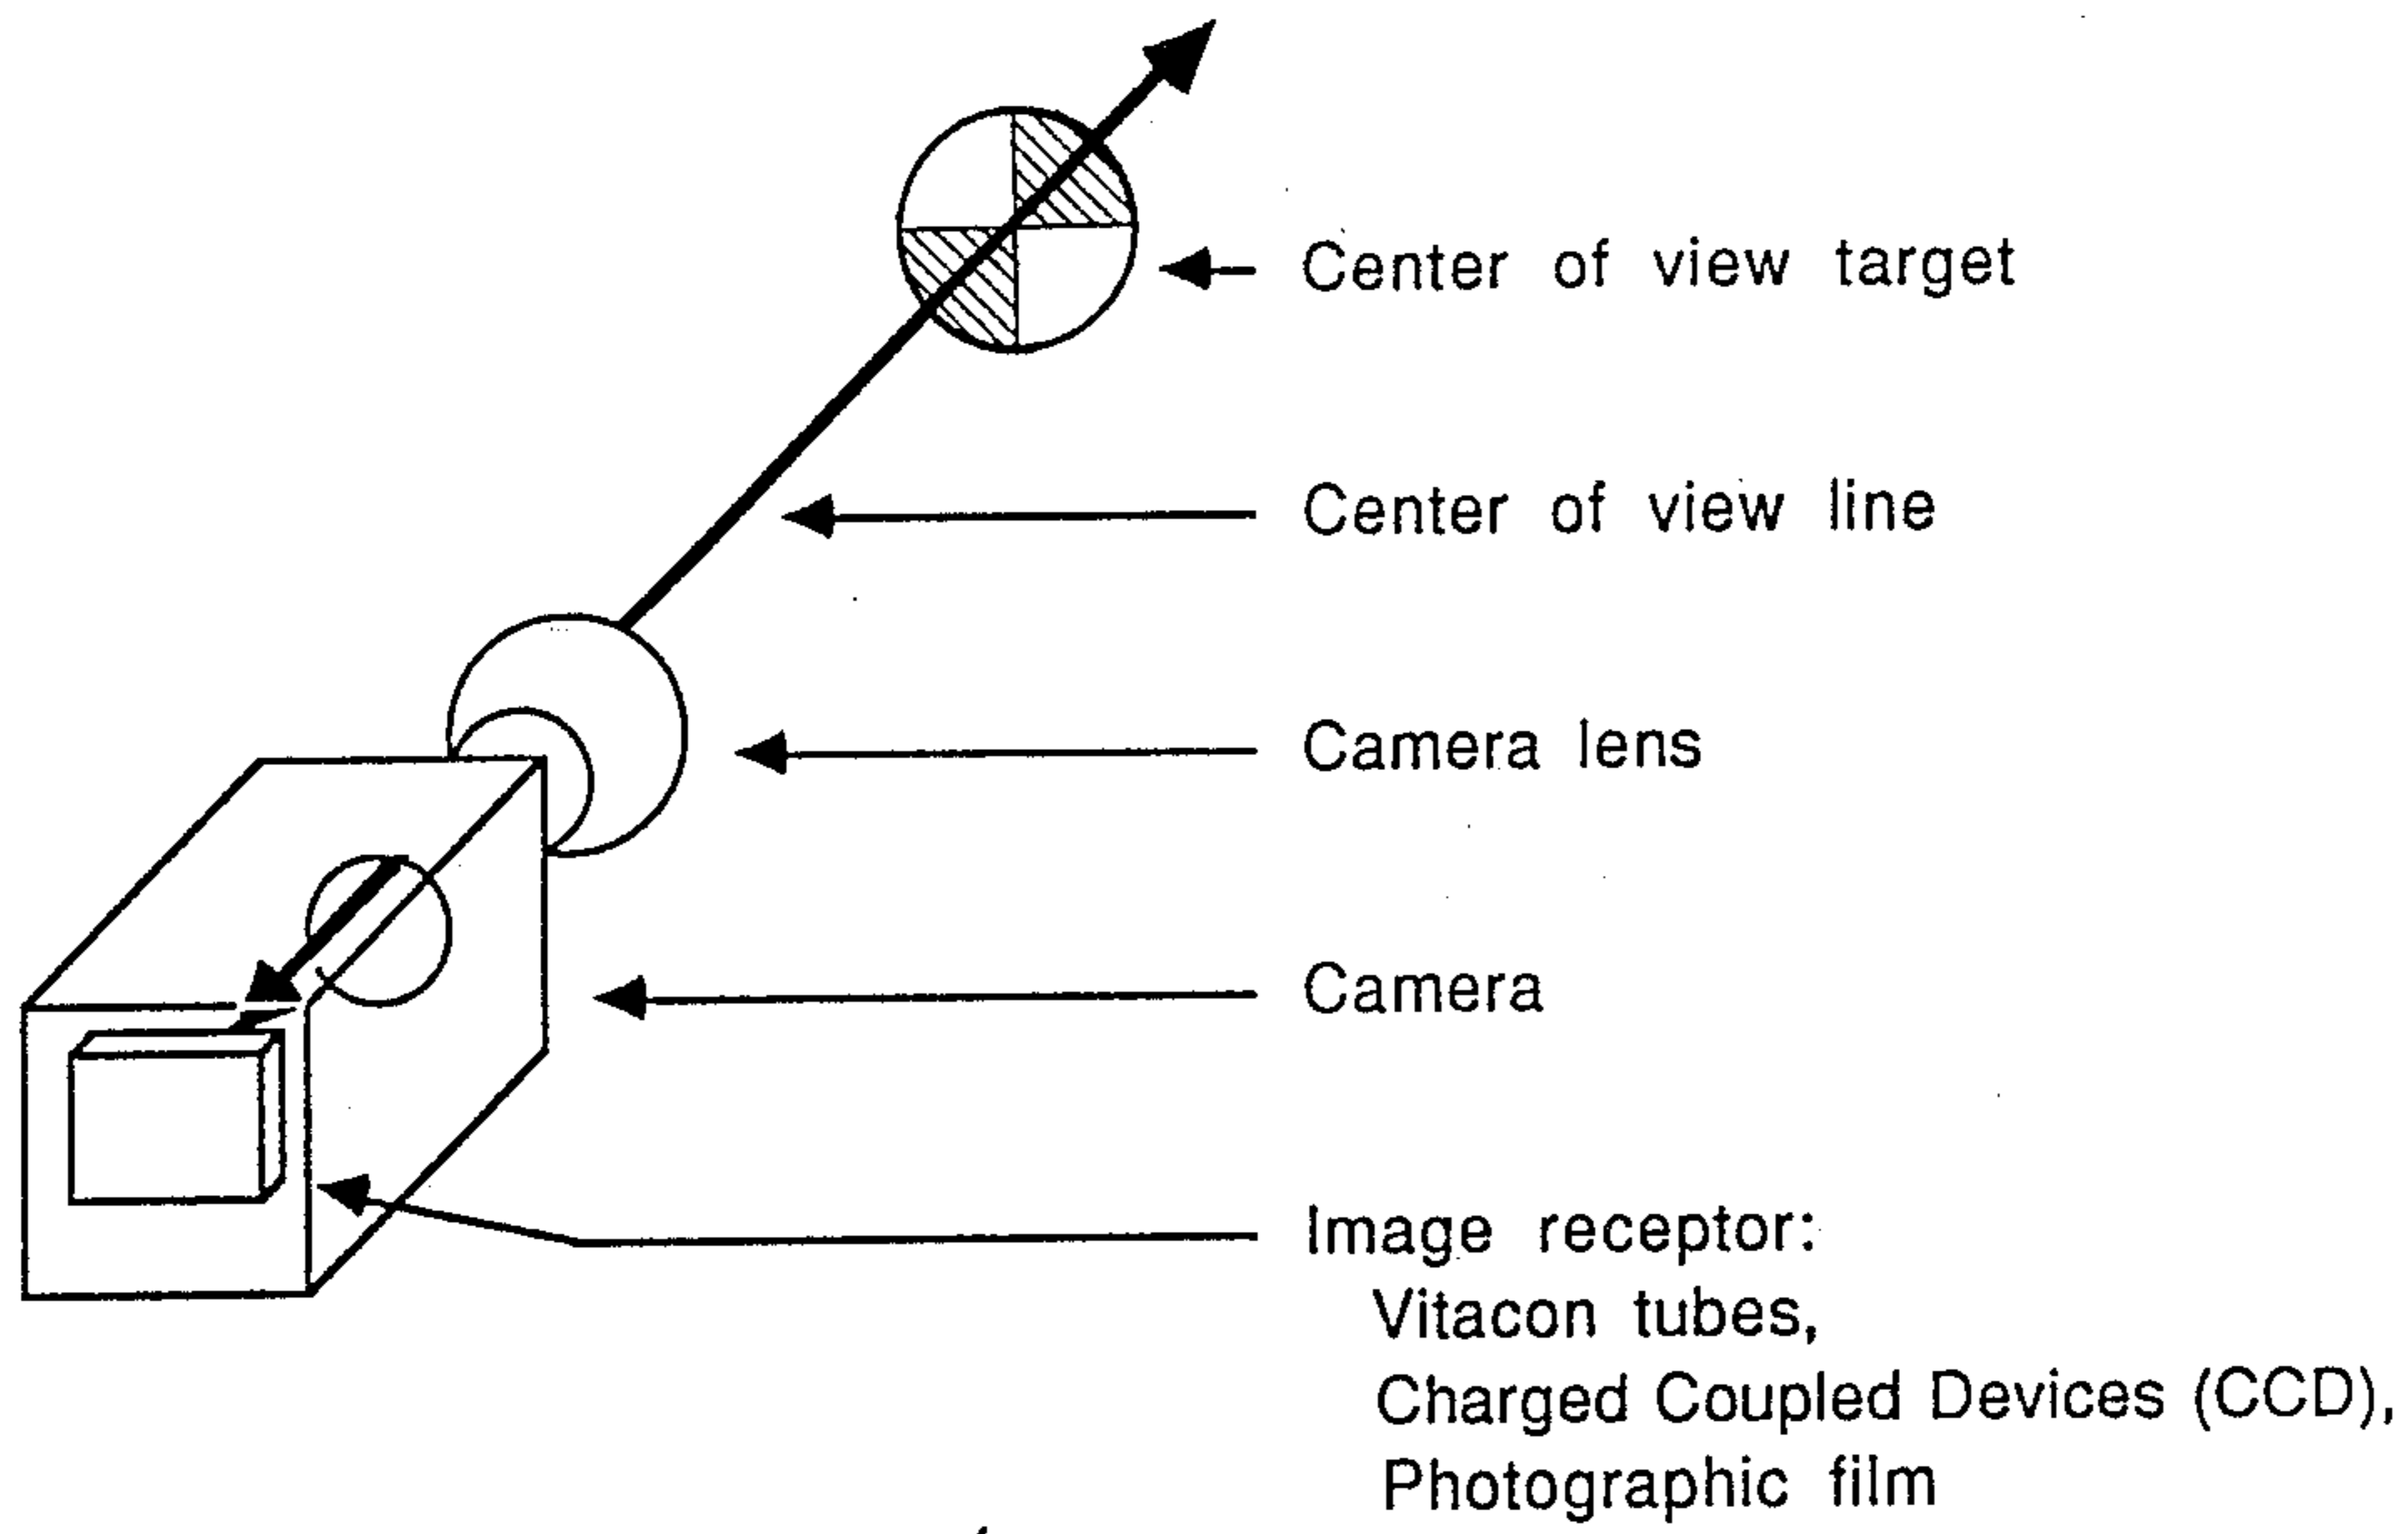 Center of view target
Center of view line
Camera lens
Camera
Image receptor:
Vitacon tubes,
Charged Coupled Devices (CCD),
Photographic film